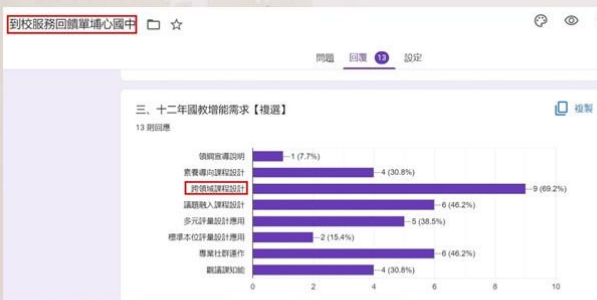 到校服務回饋單埔心國中
問題 回覆 13 設定
三、十二年國教增能需求【複選】
複製
13 則回應
領綱宣導說明 1 (7.7%)
素養導向課程設計 4 (30.8%)
跨領域課程設計 9 (69.2%)
議題融入課程設計 6 (46.2%)
多元評量設計應用 5 (38.5%)
標準本位評量設計應用 2 (15.4%)
專業社群運作 6 (46.2%)
觀議課知能 4 (30.8%)
0 2 4 6 8 10